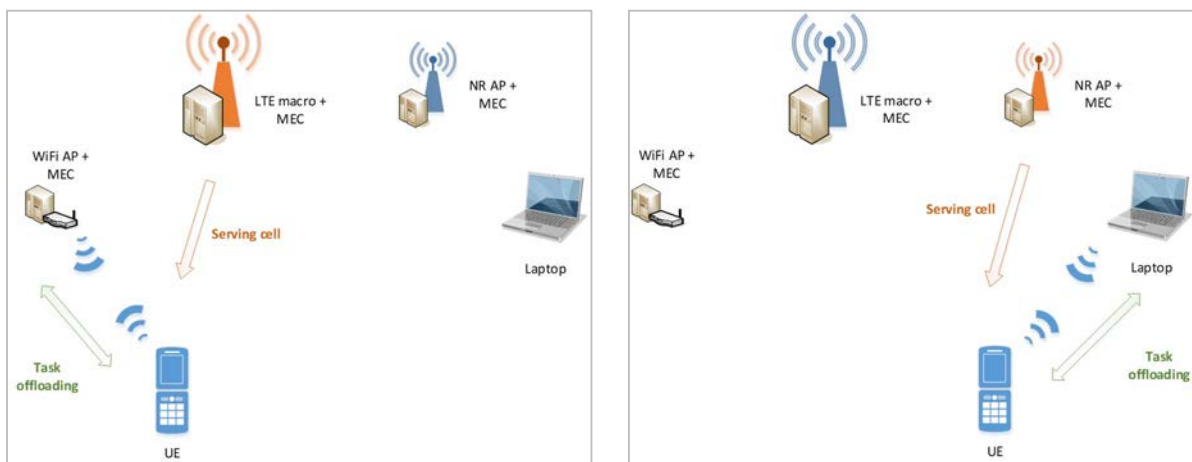 LTE macro +
MEC
NR AP +
MEC
WiFi AP +
MEC
Serving cell
Laptop
Task
offloading
UE
LTE macro +
MEC
NR AP +
MEC
WiFi AP +
MEC
Serving cell
Laptop
Task
offloading
UE